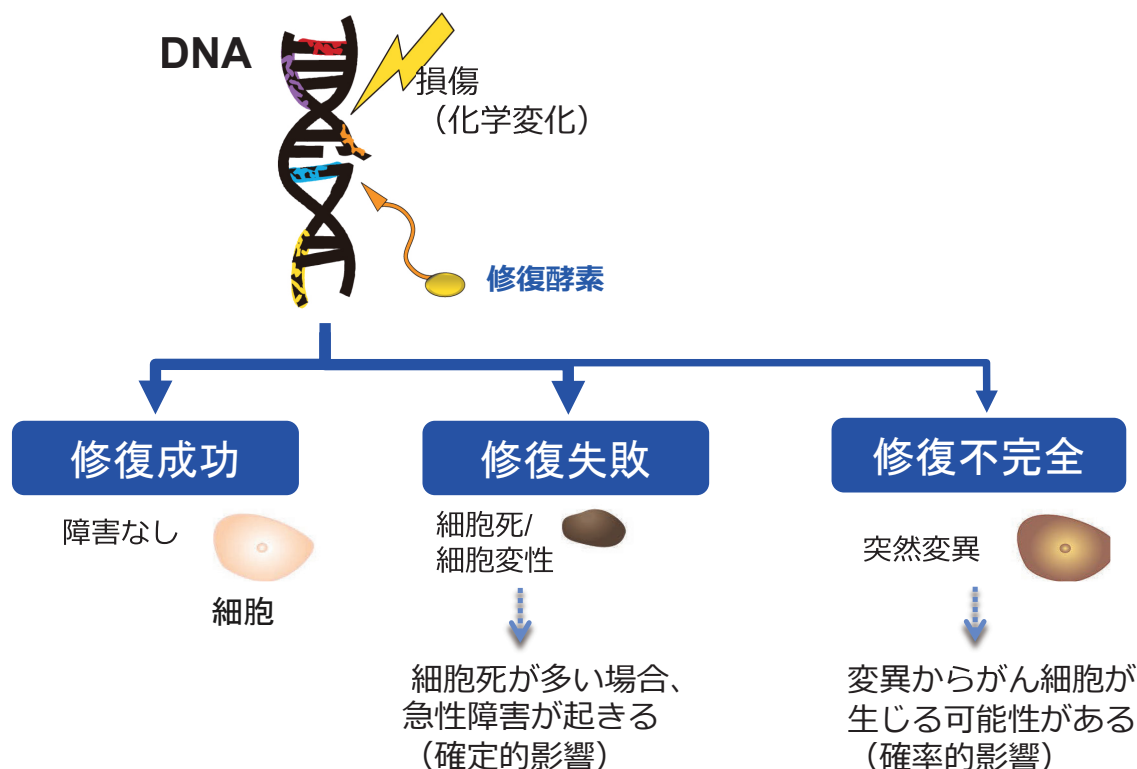 DNA
損傷
（化学変化）
修復酵素
修復成功
障害なし
細胞
修復失敗
細胞死/
細胞変性
細胞死が多い場合、
急性障害が起きる
（確定的影響）
修復不完全
突然変異
変異からがん細胞が
生じる可能性がある
（確率的影響）